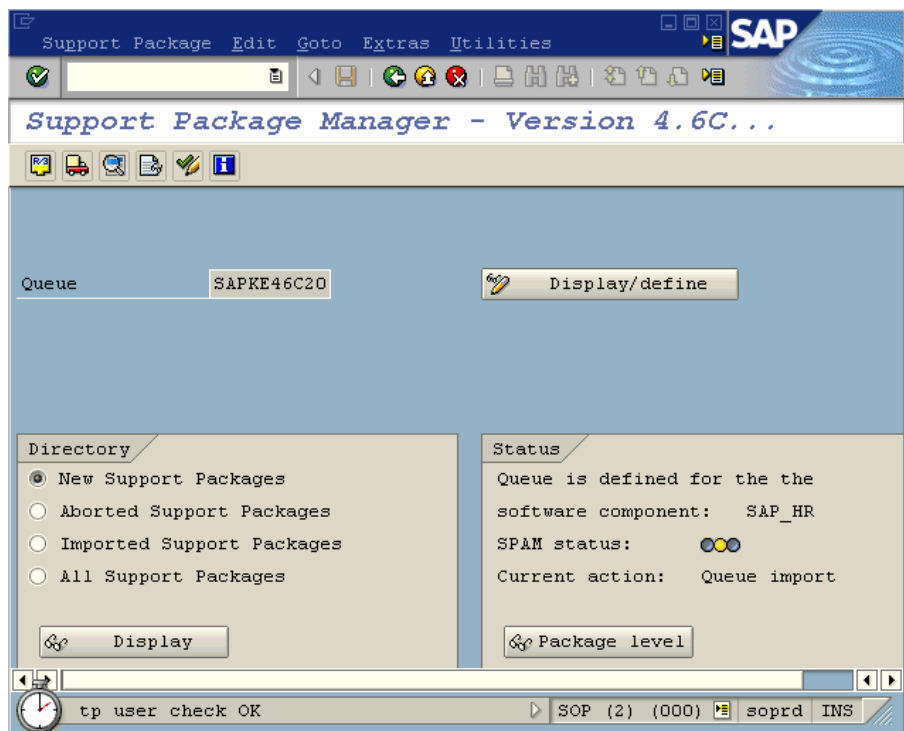 Support Package Edit Goto Extras Utilities
SAP
Support Package Manager - Version 4.6C...
Queue SAPKE46C20 Display/define
Directory
New Support Packages
Aborted Support Packages
Imported Support Packages
All Support Packages
Display
Status
Queue is defined for the the
software component: SAP_HR
SPAM status:
Current action: Queue import
Package level
tp user check OK SOP (2) (000) soprd INS